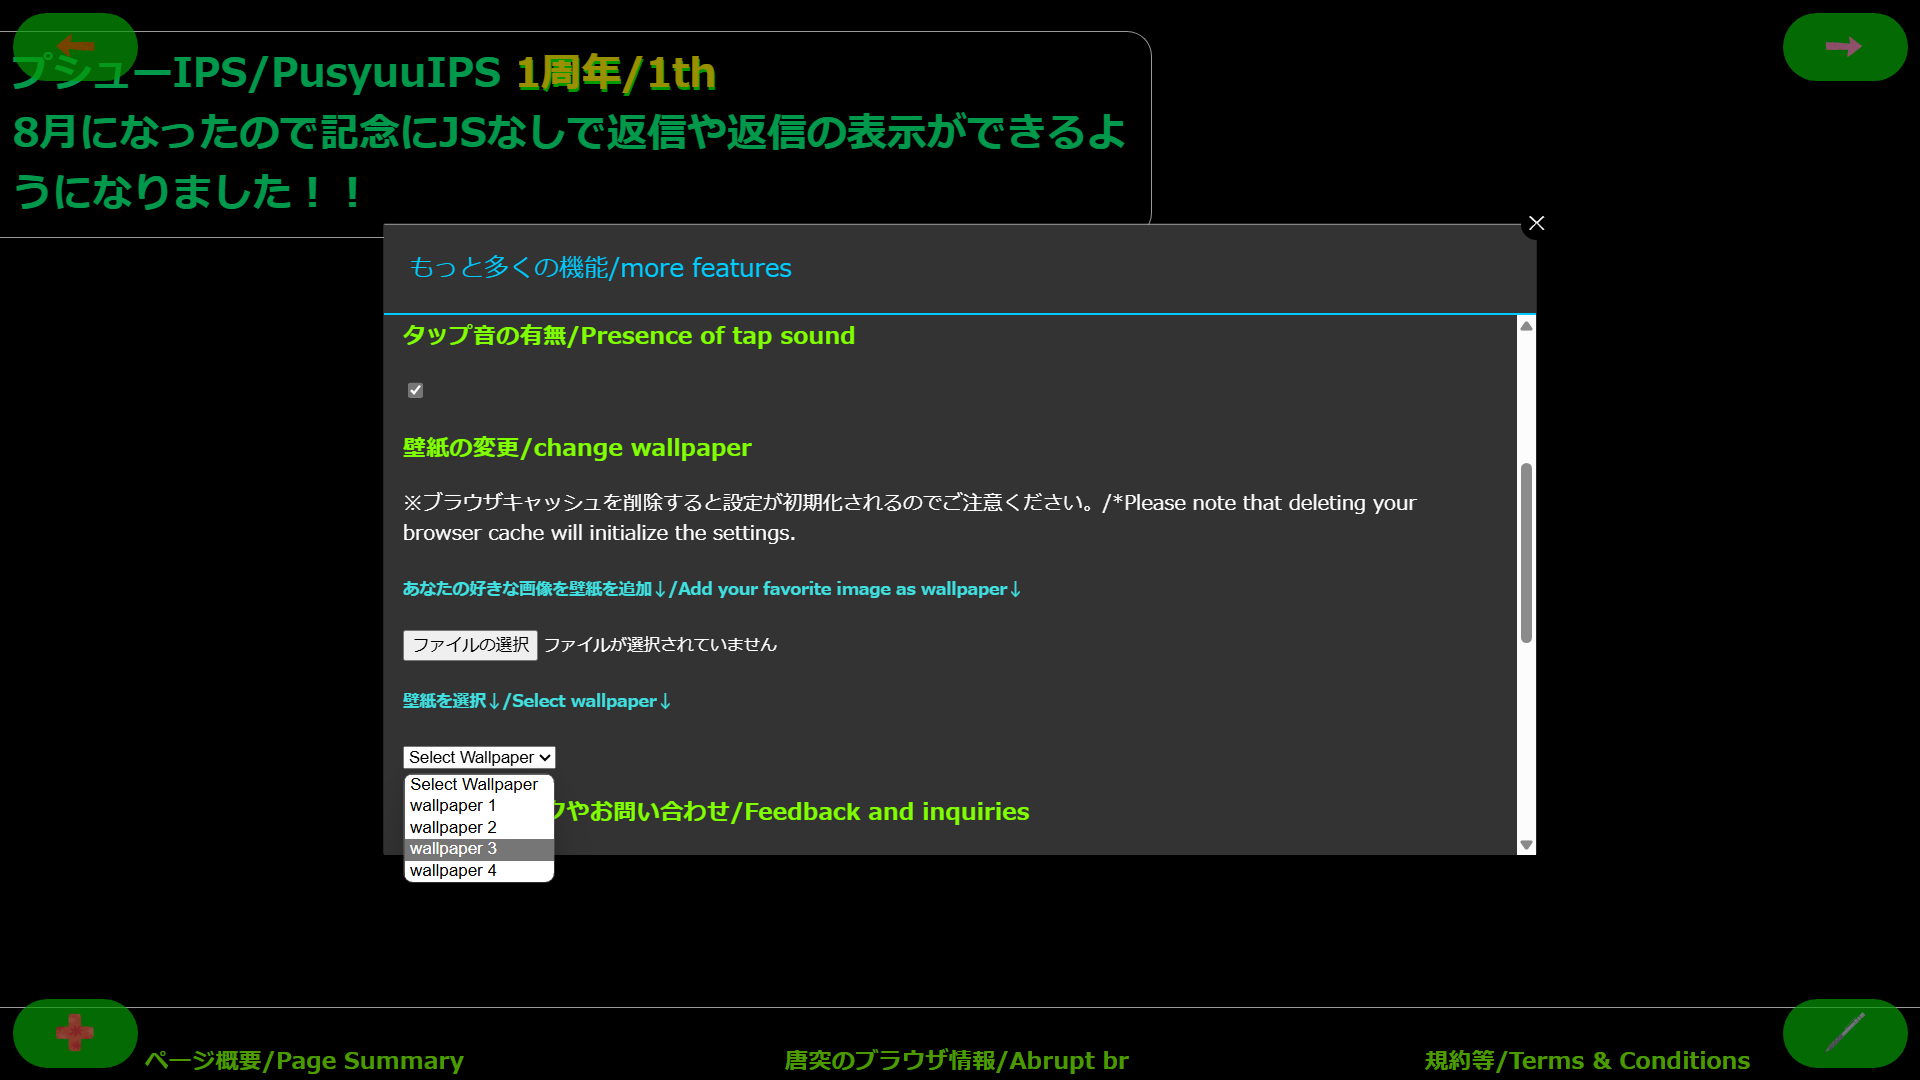 プシューIPS/PusyuuIPS 1周年/1th
8月になったので記念にJSなしで返信や返信の表示ができるよ
うになりました！！
もっと多くの機能/more features
タップ音の有無/Presence of tap sound
壁紙の変更/change wallpaper
※ブラウザキャッシュを削除すると設定が初期化されるのでご注意ください。/*Please note that deleting your
browser cache will initialize the settings.
あなたの好きな画像を壁紙を追加↓/Add your favorite image as wallpaper↓
ファイルの選択 ファイルが選択されていません
壁紙を選択↓/Select wallpaper↓
Select Wallpaper
Select Wallpaper
wallpaper 1
wallpaper 2
wallpaper 3
wallpaper 4
クやお問い合わせ/Feedback and inquiries
ページ概要/Page Summary
唐突のブラウザ情報/Abrupt br
規約等/Terms & Conditions